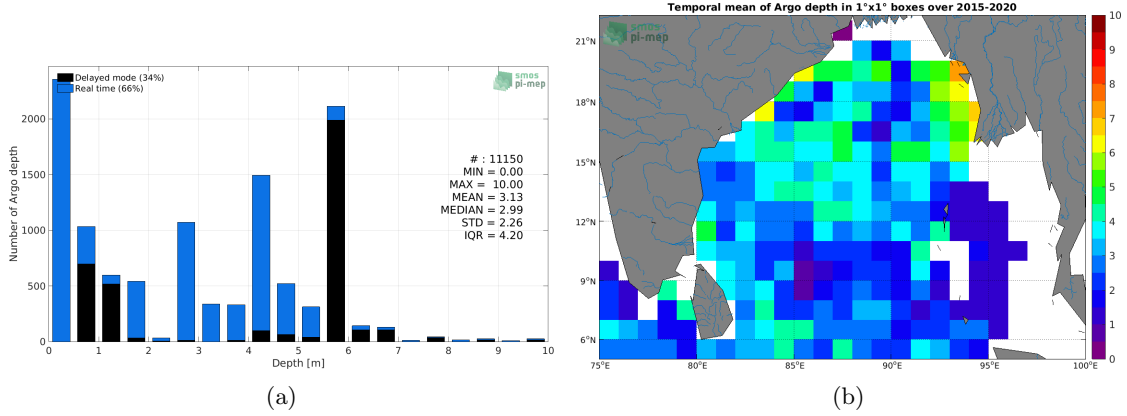 Delayed mode (34%)
Real time (66%)
smos
pi-mep
Number of Argo depth
2000
1500
1000
500
0
# : 11150
MIN = 0.00
MAX = 10.00
MEAN = 3.13
MEDIAN = 2.99
STD = 2.26
IQR = 4.20
0 1 2 3 4 5 6 7 8 9 10
Depth [m]
(a)
Temporal mean of Argo depth in 1°x1° boxes over 2015-2020
smos
pi-mep
21°N
18°N
15°N
12°N
9°N
6°N
75°E 80°E 85°E 90°E 95°E 100°E
10
9
8
7
6
5
4
3
2
1
0
(b)